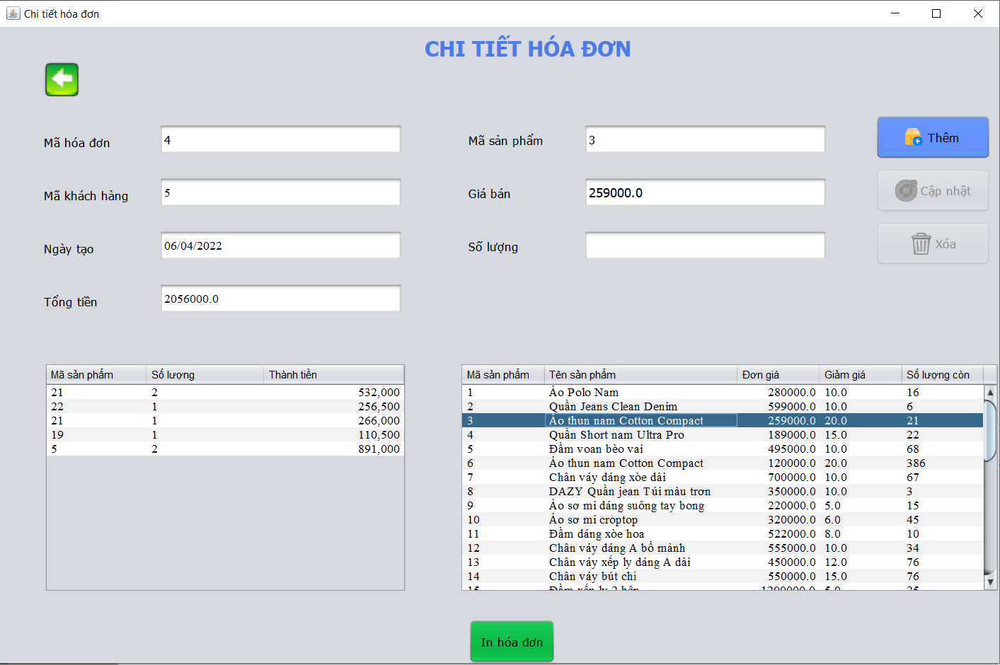 Chi tiết hóa đơn
CHI TIẾT HÓA ĐƠN
Mã hóa đơn 4
Mã khách hàng 5
Ngày tạo 06/04/2022
Tổng tiền 2056000.0
Mã sản phẩm 3
Giá bán 259000.0
Số lượng
Thêm
Cập nhật
Xóa
Mã sản phẩm Số lượng Thành tiền
21 2 532,000
22 1 256,500
21 1 266,000
19 1 110,500
5 2 891,000
Mã sản phẩm Tên sản phẩm Đơn giá Giảm giá Số lượng còn
1 Áo Polo Nam 280000.0 10.0 16
2 Quần Jeans Clean Denim 599000.0 10.0 6
3 Áo thun nam Cotton Compact 259000.0 20.0 21
4 Quần Short nam Ultra Pro 189000.0 15.0 22
5 Đầm voan bèo vai 495000.0 10.0 68
6 Áo thun nam Cotton Compact 120000.0 20.0 386
7 Chân váy dáng xòe dài 700000.0 10.0 67
8 DAZY Quần jean Túi màu trơn 350000.0 10.0 3
9 Áo sơ mi dáng suông tay bong 220000.0 5.0 15
10 Áo sơ mi croptop 320000.0 6.0 45
11 Đầm dáng xòe hoa 522000.0 8.0 10
12 Chân váy dáng A bổ mảnh 555000.0 10.0 34
13 Chân váy xếp ly dáng A dài 450000.0 12.0 76
14 Chân váy bút chì 550000.0 15.0 76
15 Đầm xếp ly 2 bên 1200000.0 5.0 25
In hóa đơn